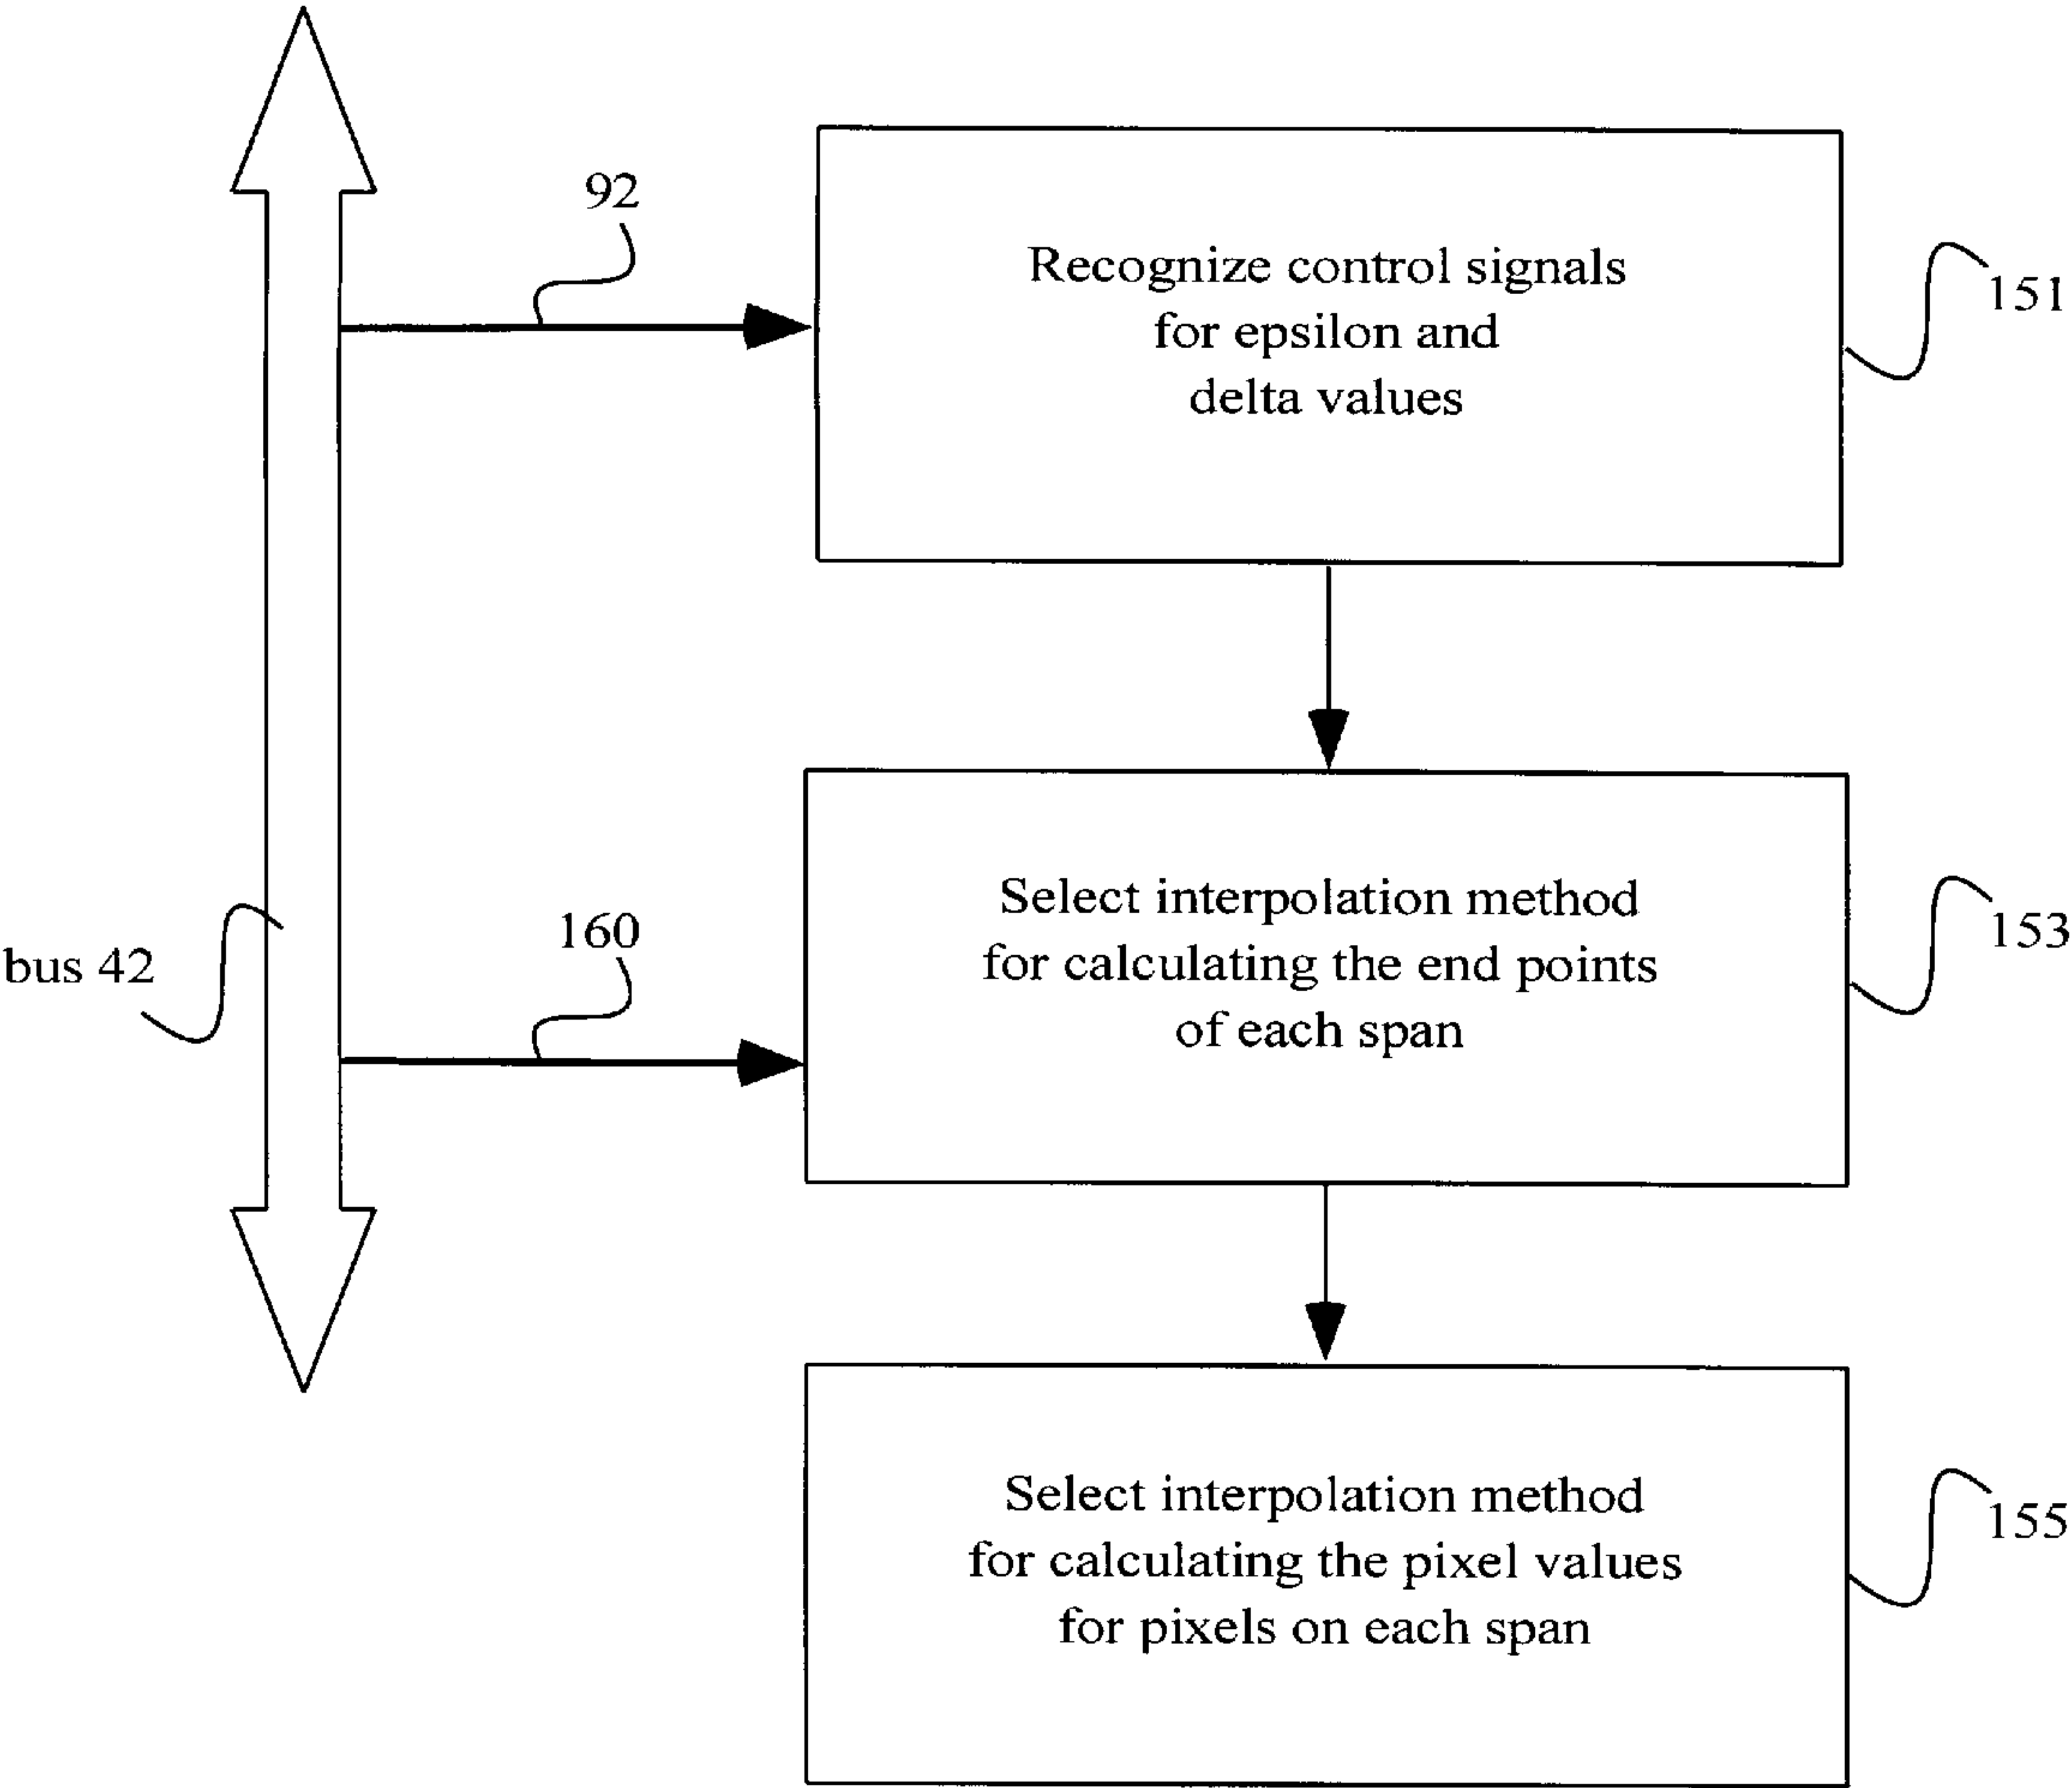 92
Recognize control signals
for epsilon and
delta values
151
bus 42
160
Select interpolation method
for calculating the end points
of each span
153
Select interpolation method
for calculating the pixel values
for pixels on each span
155